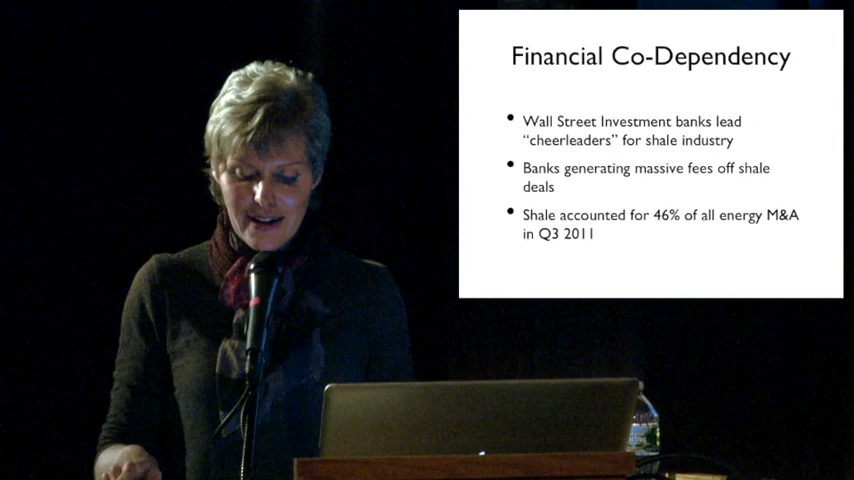 Financial Co-Dependency
• Wall Street Investment banks lead
“cheerleaders” for shale industry
• Banks generating massive fees off shale
deals
• Shale accounted for 46% of all energy M&A
in Q3 2011